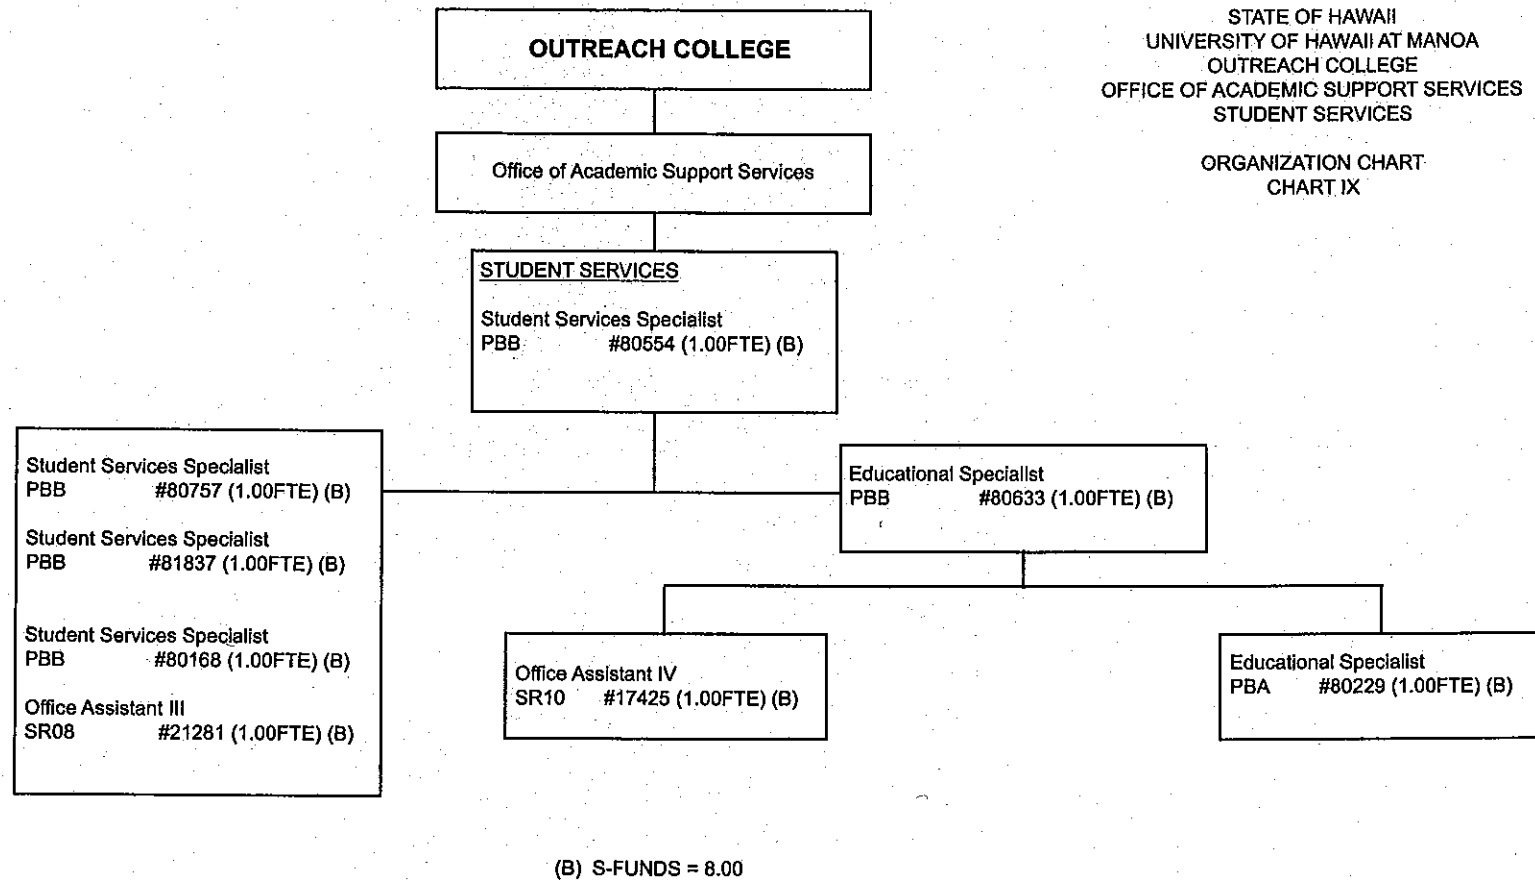 OUTREACH COLLEGE
STATE OF HAWAII
UNIVERSITY OF HAWAII AT MANOA
OUTREACH COLLEGE
OFFICE OF ACADEMIC SUPPORT SERVICES
STUDENT SERVICES
ORGANIZATION CHART
CHART IX
Office of Academic Support Services
STUDENT SERVICES
Student Services Specialist
PBB #80554 (1.00FTE) (B)
Student Services Specialist
PBB #80757 (1.00FTE) (B)
Student Services Specialist
PBB #81837 (1.00FTE) (B)
Student Services Specialist
PBB #80168 (1.00FTE) (B)
Office Assistant III
SR08 #21281 (1.00FTE) (B)
Educational Specialist
PBB #80633 (1.00FTE) (B)
Office Assistant IV
SR10 #17425 (1.00FTE) (B)
Educational Specialist
PBA #80229 (1.00FTE) (B)
(B) S-FUNDS = 8.00